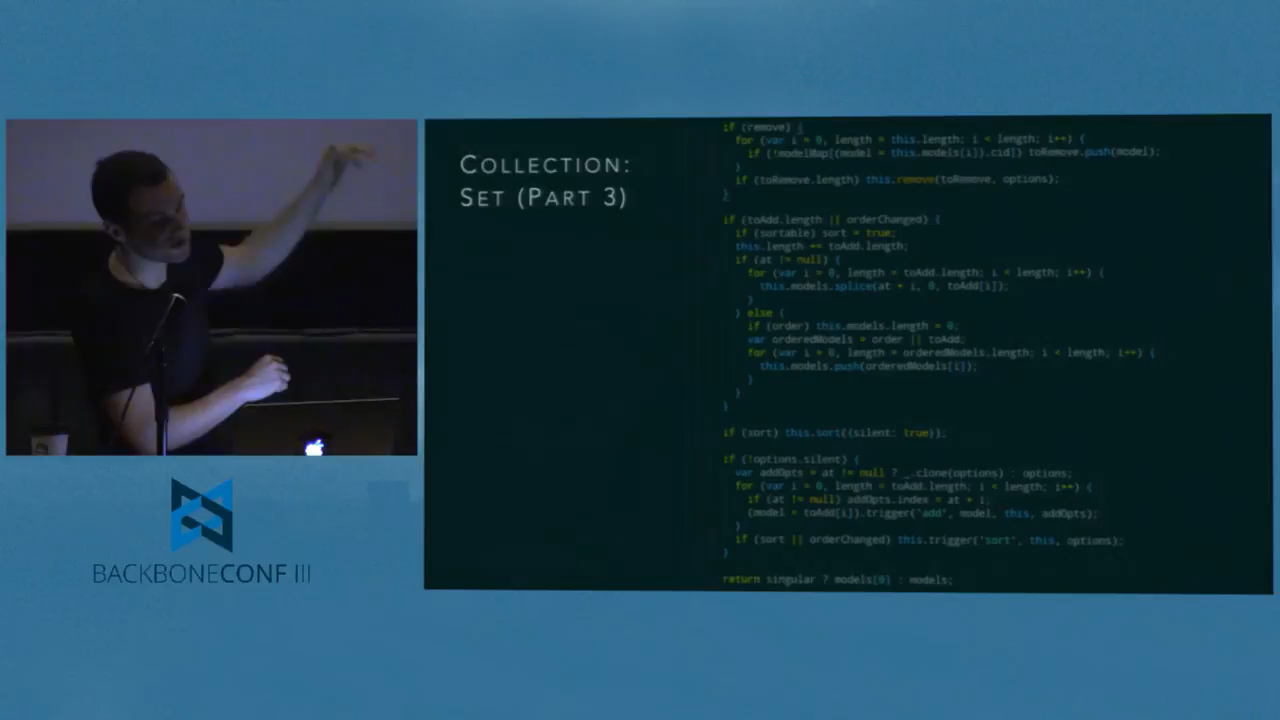 COLLECTION:
SET (PART 3)
if (remove) {
for (var i = 0, length = this.length; i < length; i++) {
if (!modelMap[(model = this.models[i]).cid]) toRemove.push(model);
}
if (toRemove.length) this.remove(toRemove, options);
}
if (toAdd.length || orderChanged) {
if (sortable) sort = true;
this.length += toAdd.length;
if (at != null) {
for (var i = 0, length = toAdd.length; i < length; i++) {
this.models.splice(at + i, 0, toAdd[i]);
}
} else {
if (order) this.models.length = 0;
var orderedModels = order || toAdd;
for (var i = 0, length = orderedModels.length; i < length; i++) {
this.models.push(orderedModels[i]);
}
}
}
if (sort) this.sort({silent: true});
if (!options.silent) {
var addOpts = at != null ? _.clone(options) : options;
for (var i = 0, length = toAdd.length; i < length; i++) {
if (at != null) addOpts.index = at + i;
(model = toAdd[i]).trigger('add', model, this, addOpts);
}
if (sort || orderChanged) this.trigger('sort', this, options);
}
return singular ? models[0] : models;
BACKBONECONF III